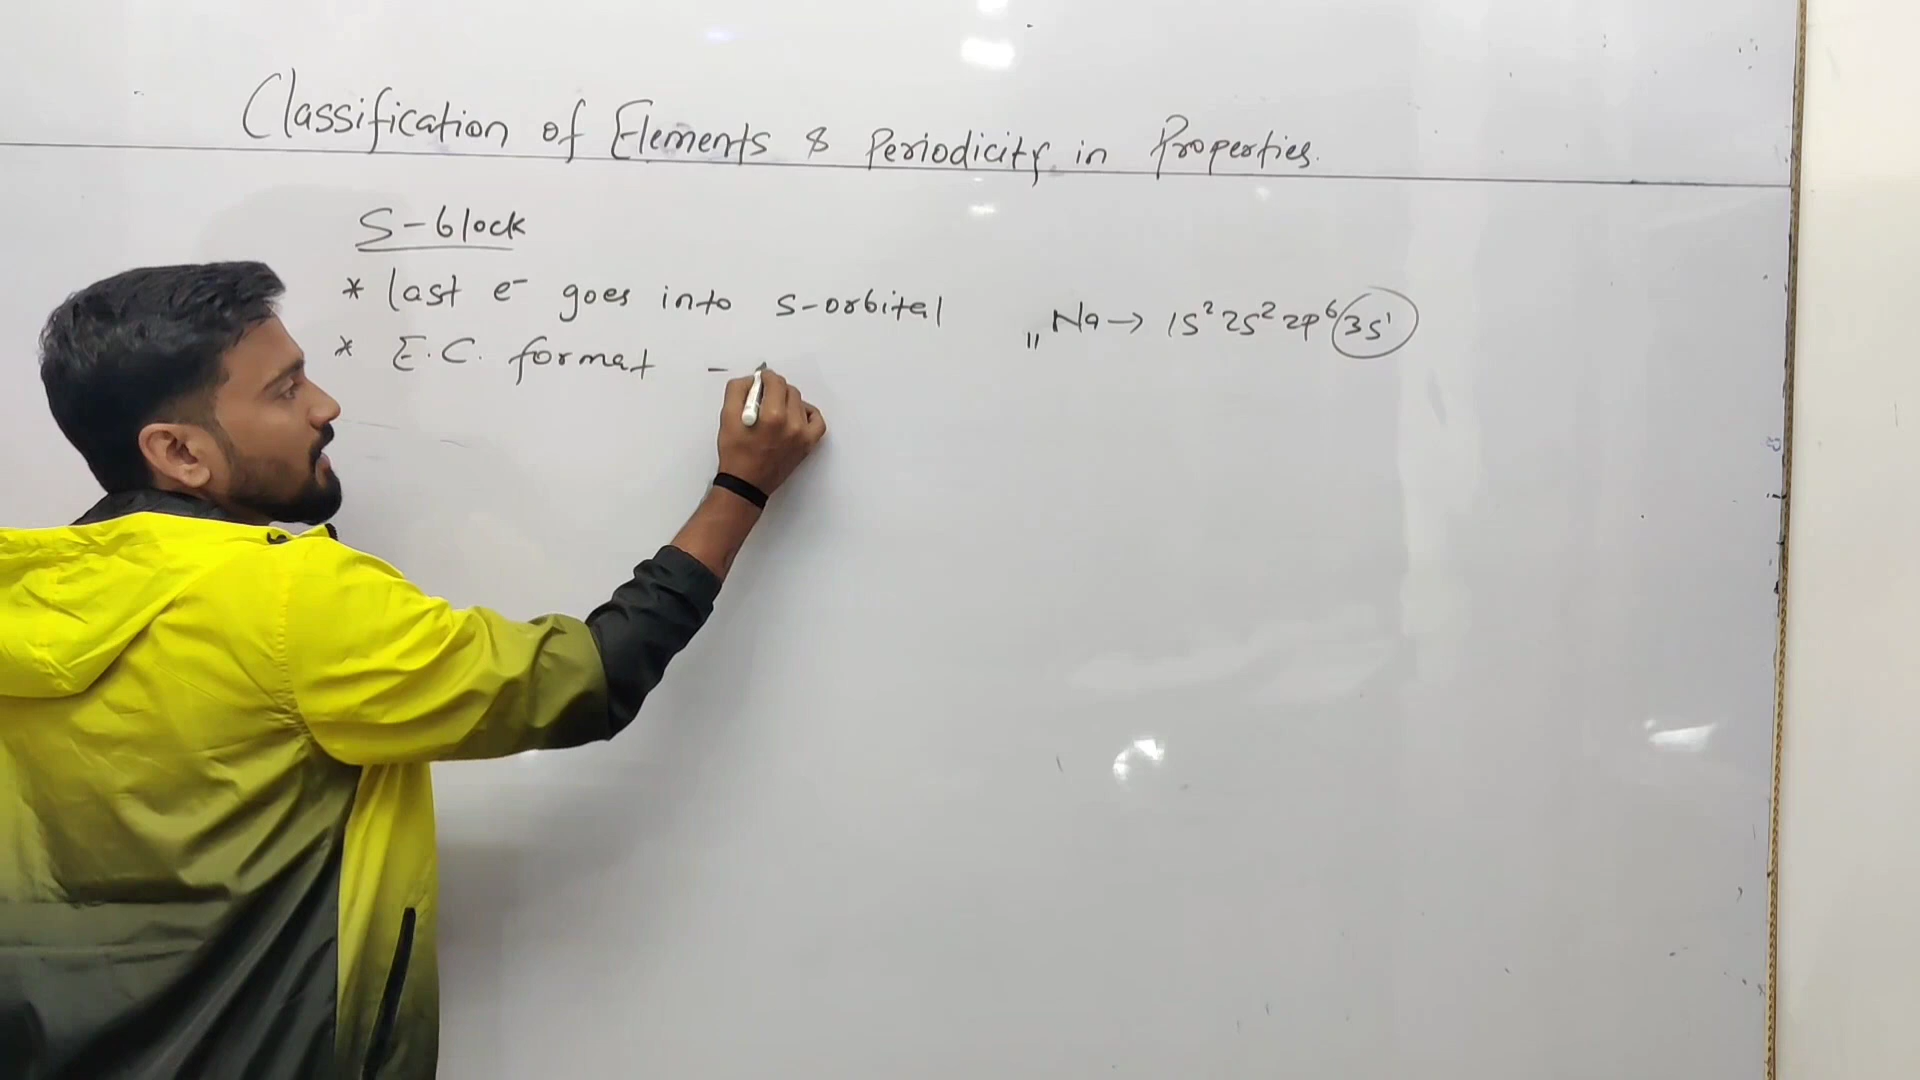 Classification of Elements & Periodicity in Properties.
S-block
* last e⁻ goes into s-orbital
* E.C. format -
₁₁Na → 1s² 2s² 2p⁶ 3s¹